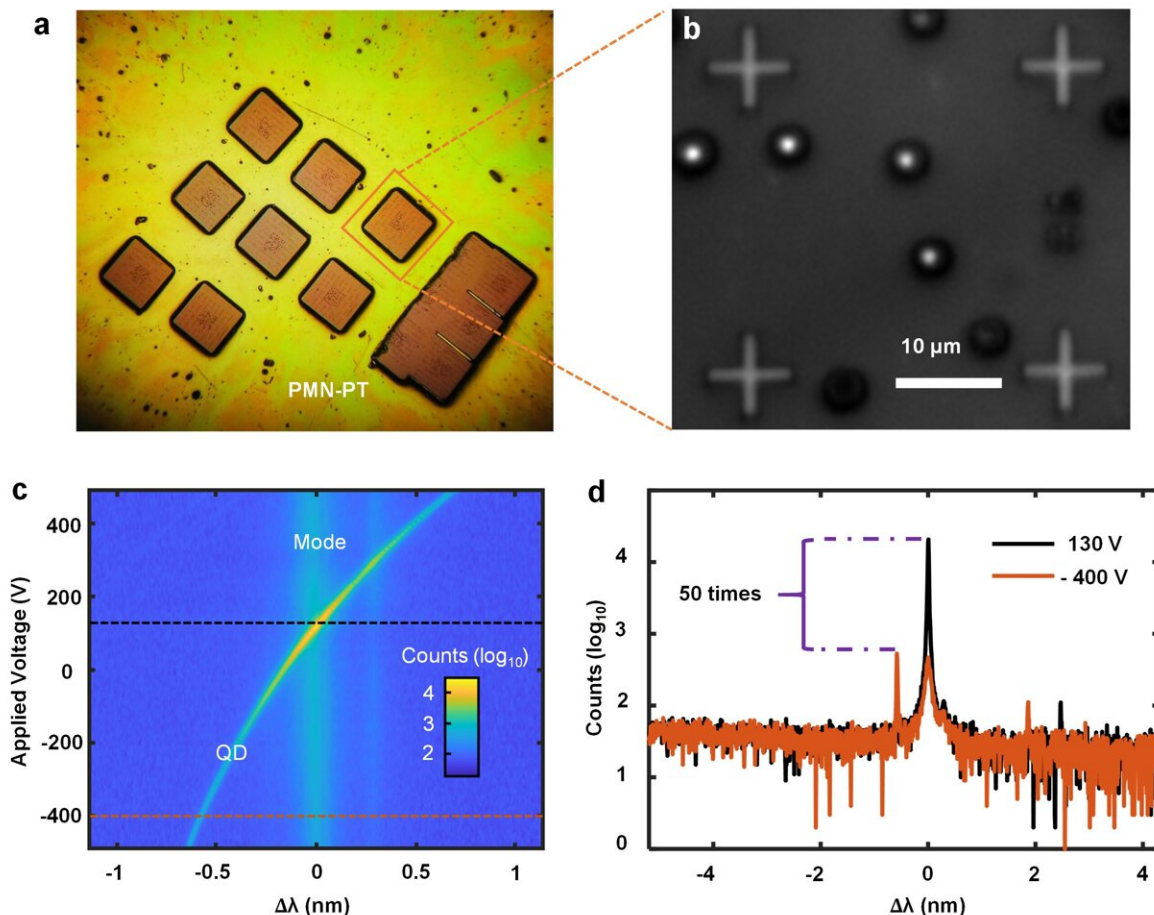 a
PMN-PT
b
10 µm
c
Applied Voltage (V)
400
200
0
-200
-400
Mode
QD
Counts (log10)
4
3
2
-1
-0.5
0
0.5
1
Δλ (nm)
d
Counts (log10)
4
3
2
1
0
50 times
130 V
- 400 V
-4
-2
0
2
4
Δλ (nm)